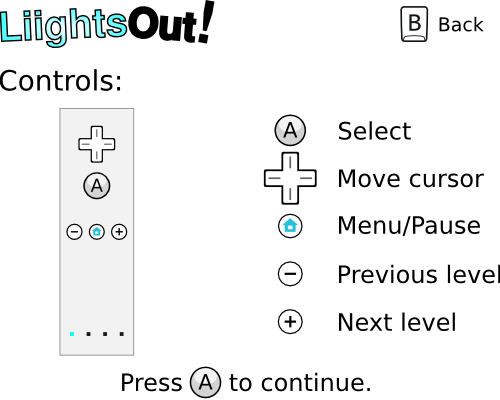 LiightsOut!
B Back
Controls:
A
A Select
Move cursor
Menu/Pause
− Previous level
+ Next level
− +
Press A to continue.